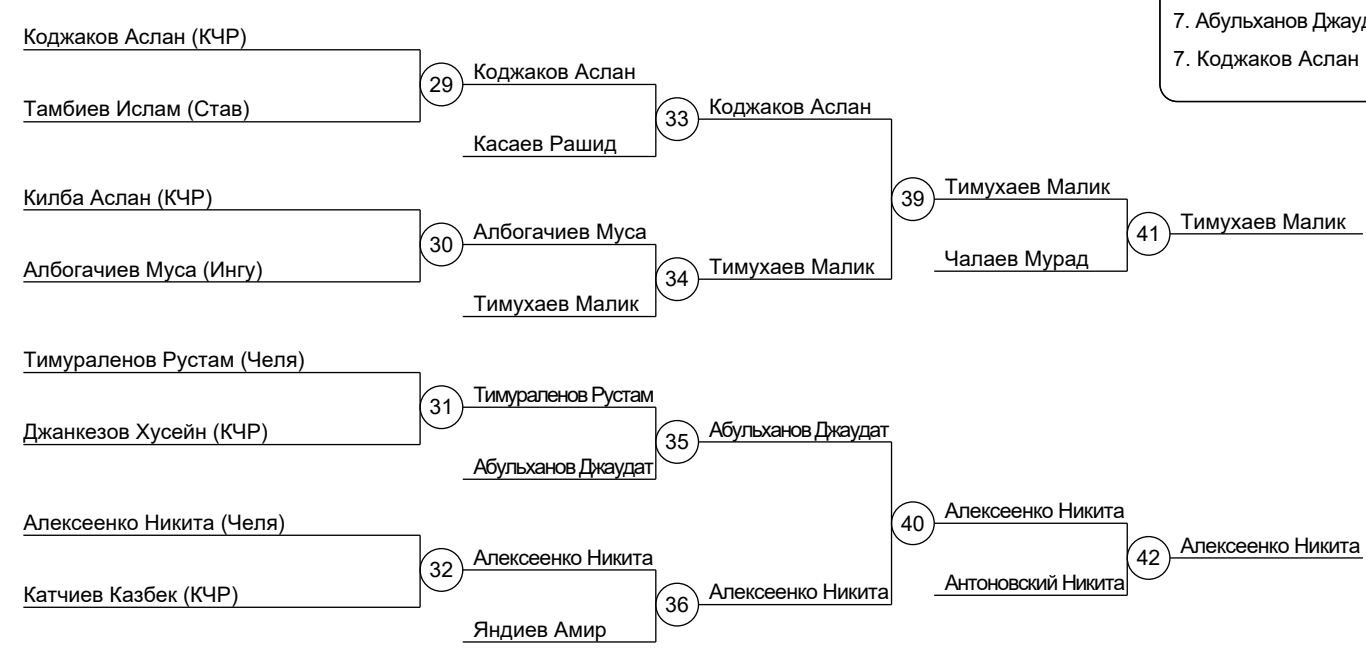 7. Абульханов Джауд
7. Коджаков Аслан
Коджаков Аслан (КЧР)
Тамбиев Ислам (Став)
29
Коджаков Аслан
Касаев Рашид
33
Коджаков Аслан
Килба Аслан (КЧР)
Албогачиев Муса (Ингу)
30
Албогачиев Муса
Тимухаев Малик
34
Тимухаев Малик
39
Тимухаев Малик
Чалаев Мурад
41
Тимухаев Малик
Тимураленов Рустам (Челя)
Джанкезов Хусейн (КЧР)
31
Тимураленов Рустам
Абульханов Джаудат
35
Абульханов Джаудат
Алексеенко Никита (Челя)
Катчиев Казбек (КЧР)
32
Алексеенко Никита
Яндиев Амир
36
Алексеенко Никита
40
Алексеенко Никита
Антоновский Никита
42
Алексеенко Никита